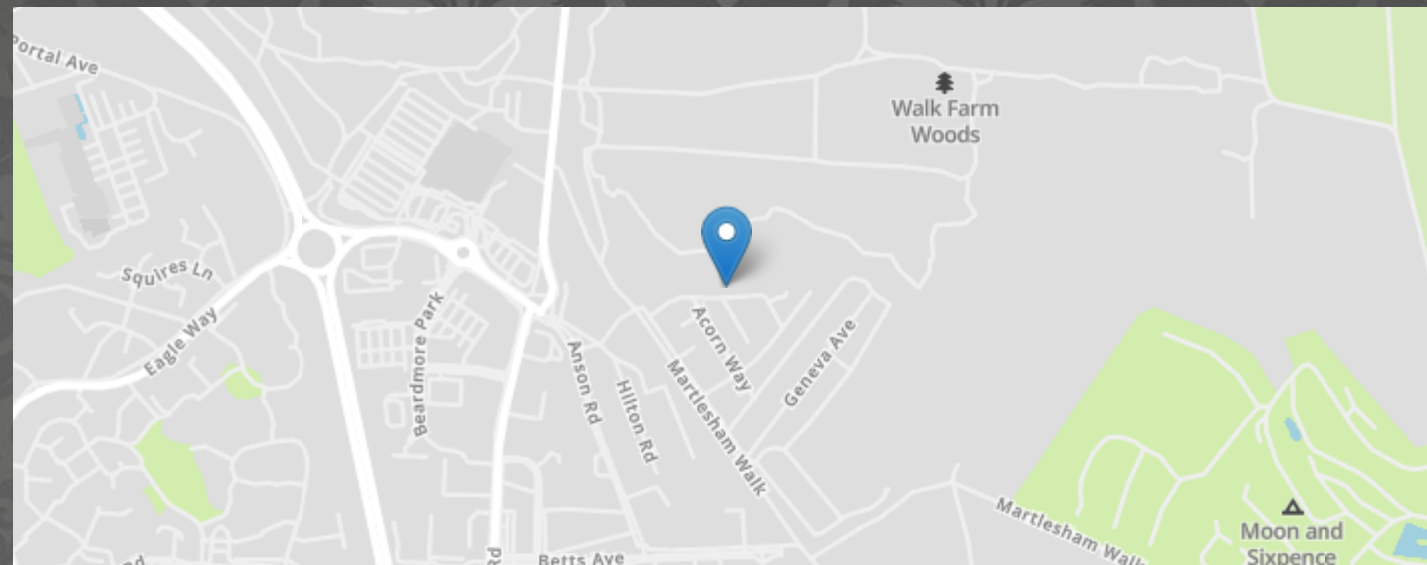 Portal Ave
Walk Farm
Woods
Squires Ln
Eagle Way
Beardmore Park
Acorn Way
Geneva Ave
Anson Rd
Hilton Rd
Martlesham Walk
Martlesham Walk
Moon and
Sixpence
Betts Ave
Rd